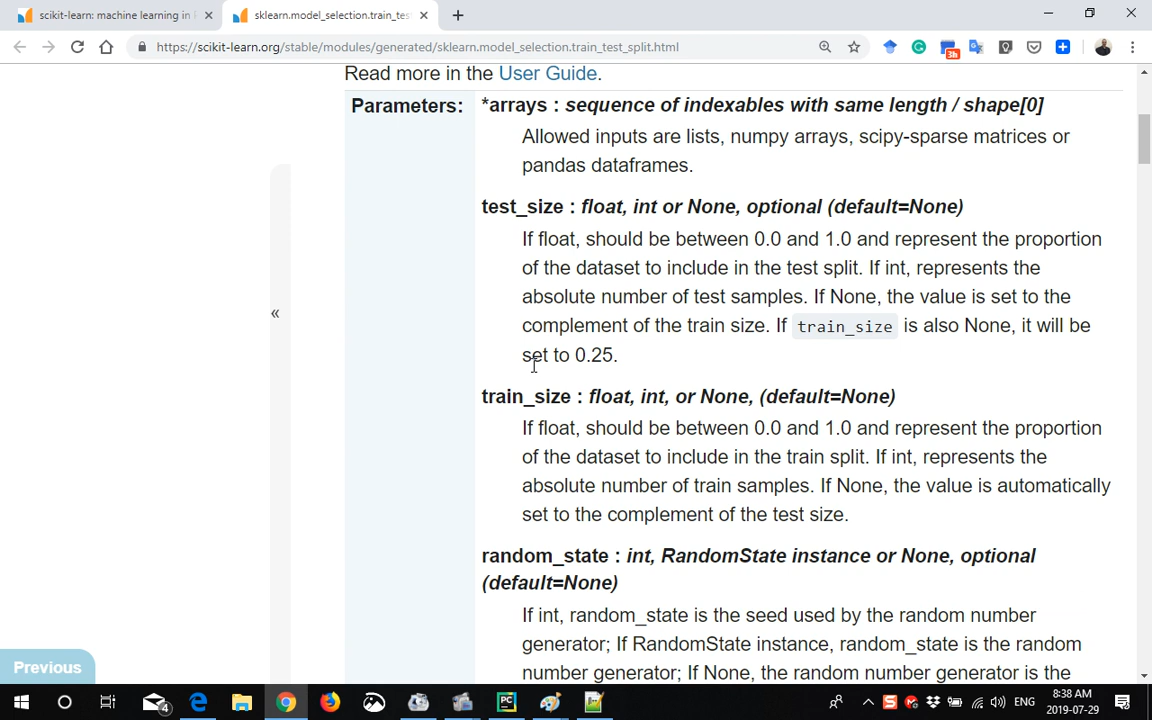 scikit-learn: machine learning in
sklearn.model_selection.train_tes
https://scikit-learn.org/stable/modules/generated/sklearn.model_selection.train_test_split.html
3h
Read more in the User Guide.
Parameters:
*arrays : sequence of indexables with same length / shape[0]
Allowed inputs are lists, numpy arrays, scipy-sparse matrices or
pandas dataframes.
test_size : float, int or None, optional (default=None)
If float, should be between 0.0 and 1.0 and represent the proportion
of the dataset to include in the test split. If int, represents the
absolute number of test samples. If None, the value is set to the
complement of the train size. If train_size is also None, it will be
set to 0.25.
«
train_size : float, int, or None, (default=None)
If float, should be between 0.0 and 1.0 and represent the proportion
of the dataset to include in the train split. If int, represents the
absolute number of train samples. If None, the value is automatically
set to the complement of the test size.
random_state : int, RandomState instance or None, optional
(default=None)
If int, random_state is the seed used by the random number
generator; If RandomState instance, random_state is the random
number generator; If None, the random number generator is the
Previous
4
PC
S
ENG
8:38 AM
2019-07-29